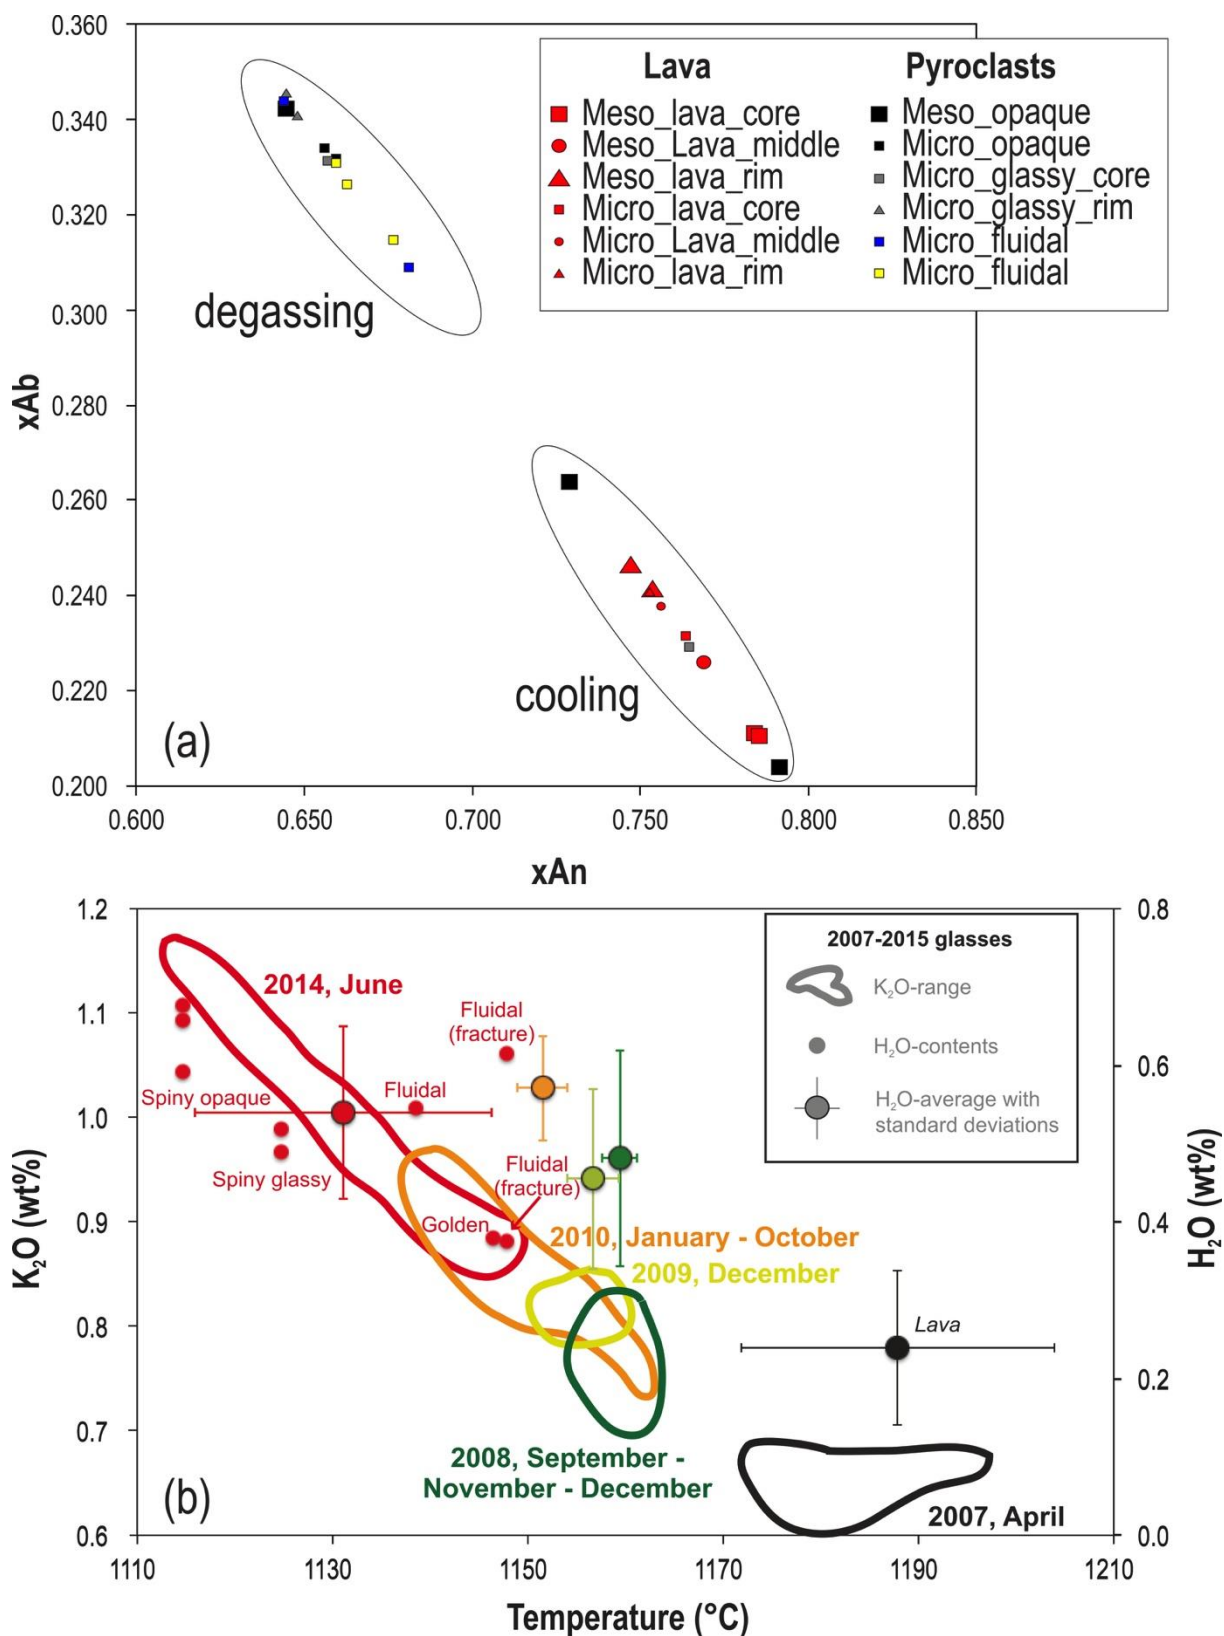 0.360
0.340
0.320
0.300
0.280
0.260
0.240
0.220
0.200
xAb
Lava
Meso_lava_core
Meso_Lava_middle
Meso_lava_rim
Micro_lava_core
Micro_Lava_middle
Micro_lava_rim
Pyroclasts
Meso_opaque
Micro_opaque
Micro_glassy_core
Micro_glassy_rim
Micro_fluidal
Micro_fluidal
degassing
cooling
(a)
0.600 0.650 0.700 0.750 0.800 0.850
xAn
1.2
1.1
1.0
0.9
0.8
0.7
0.6
K₂O (wt%)
0.8
0.6
0.4
0.2
0.0
H₂O (wt%)
2007-2015 glasses
K₂O-range
H₂O-contents
H₂O-average with
standard deviations
2014, June
Fluidal
(fracture)
Spiny opaque
Fluidal
Spiny glassy
Fluidal
(fracture)
Golden
2010, January - October
2009, December
Lava
2008, September -
November - December
2007, April
(b)
1110 1130 1150 1170 1190 1210
Temperature (°C)